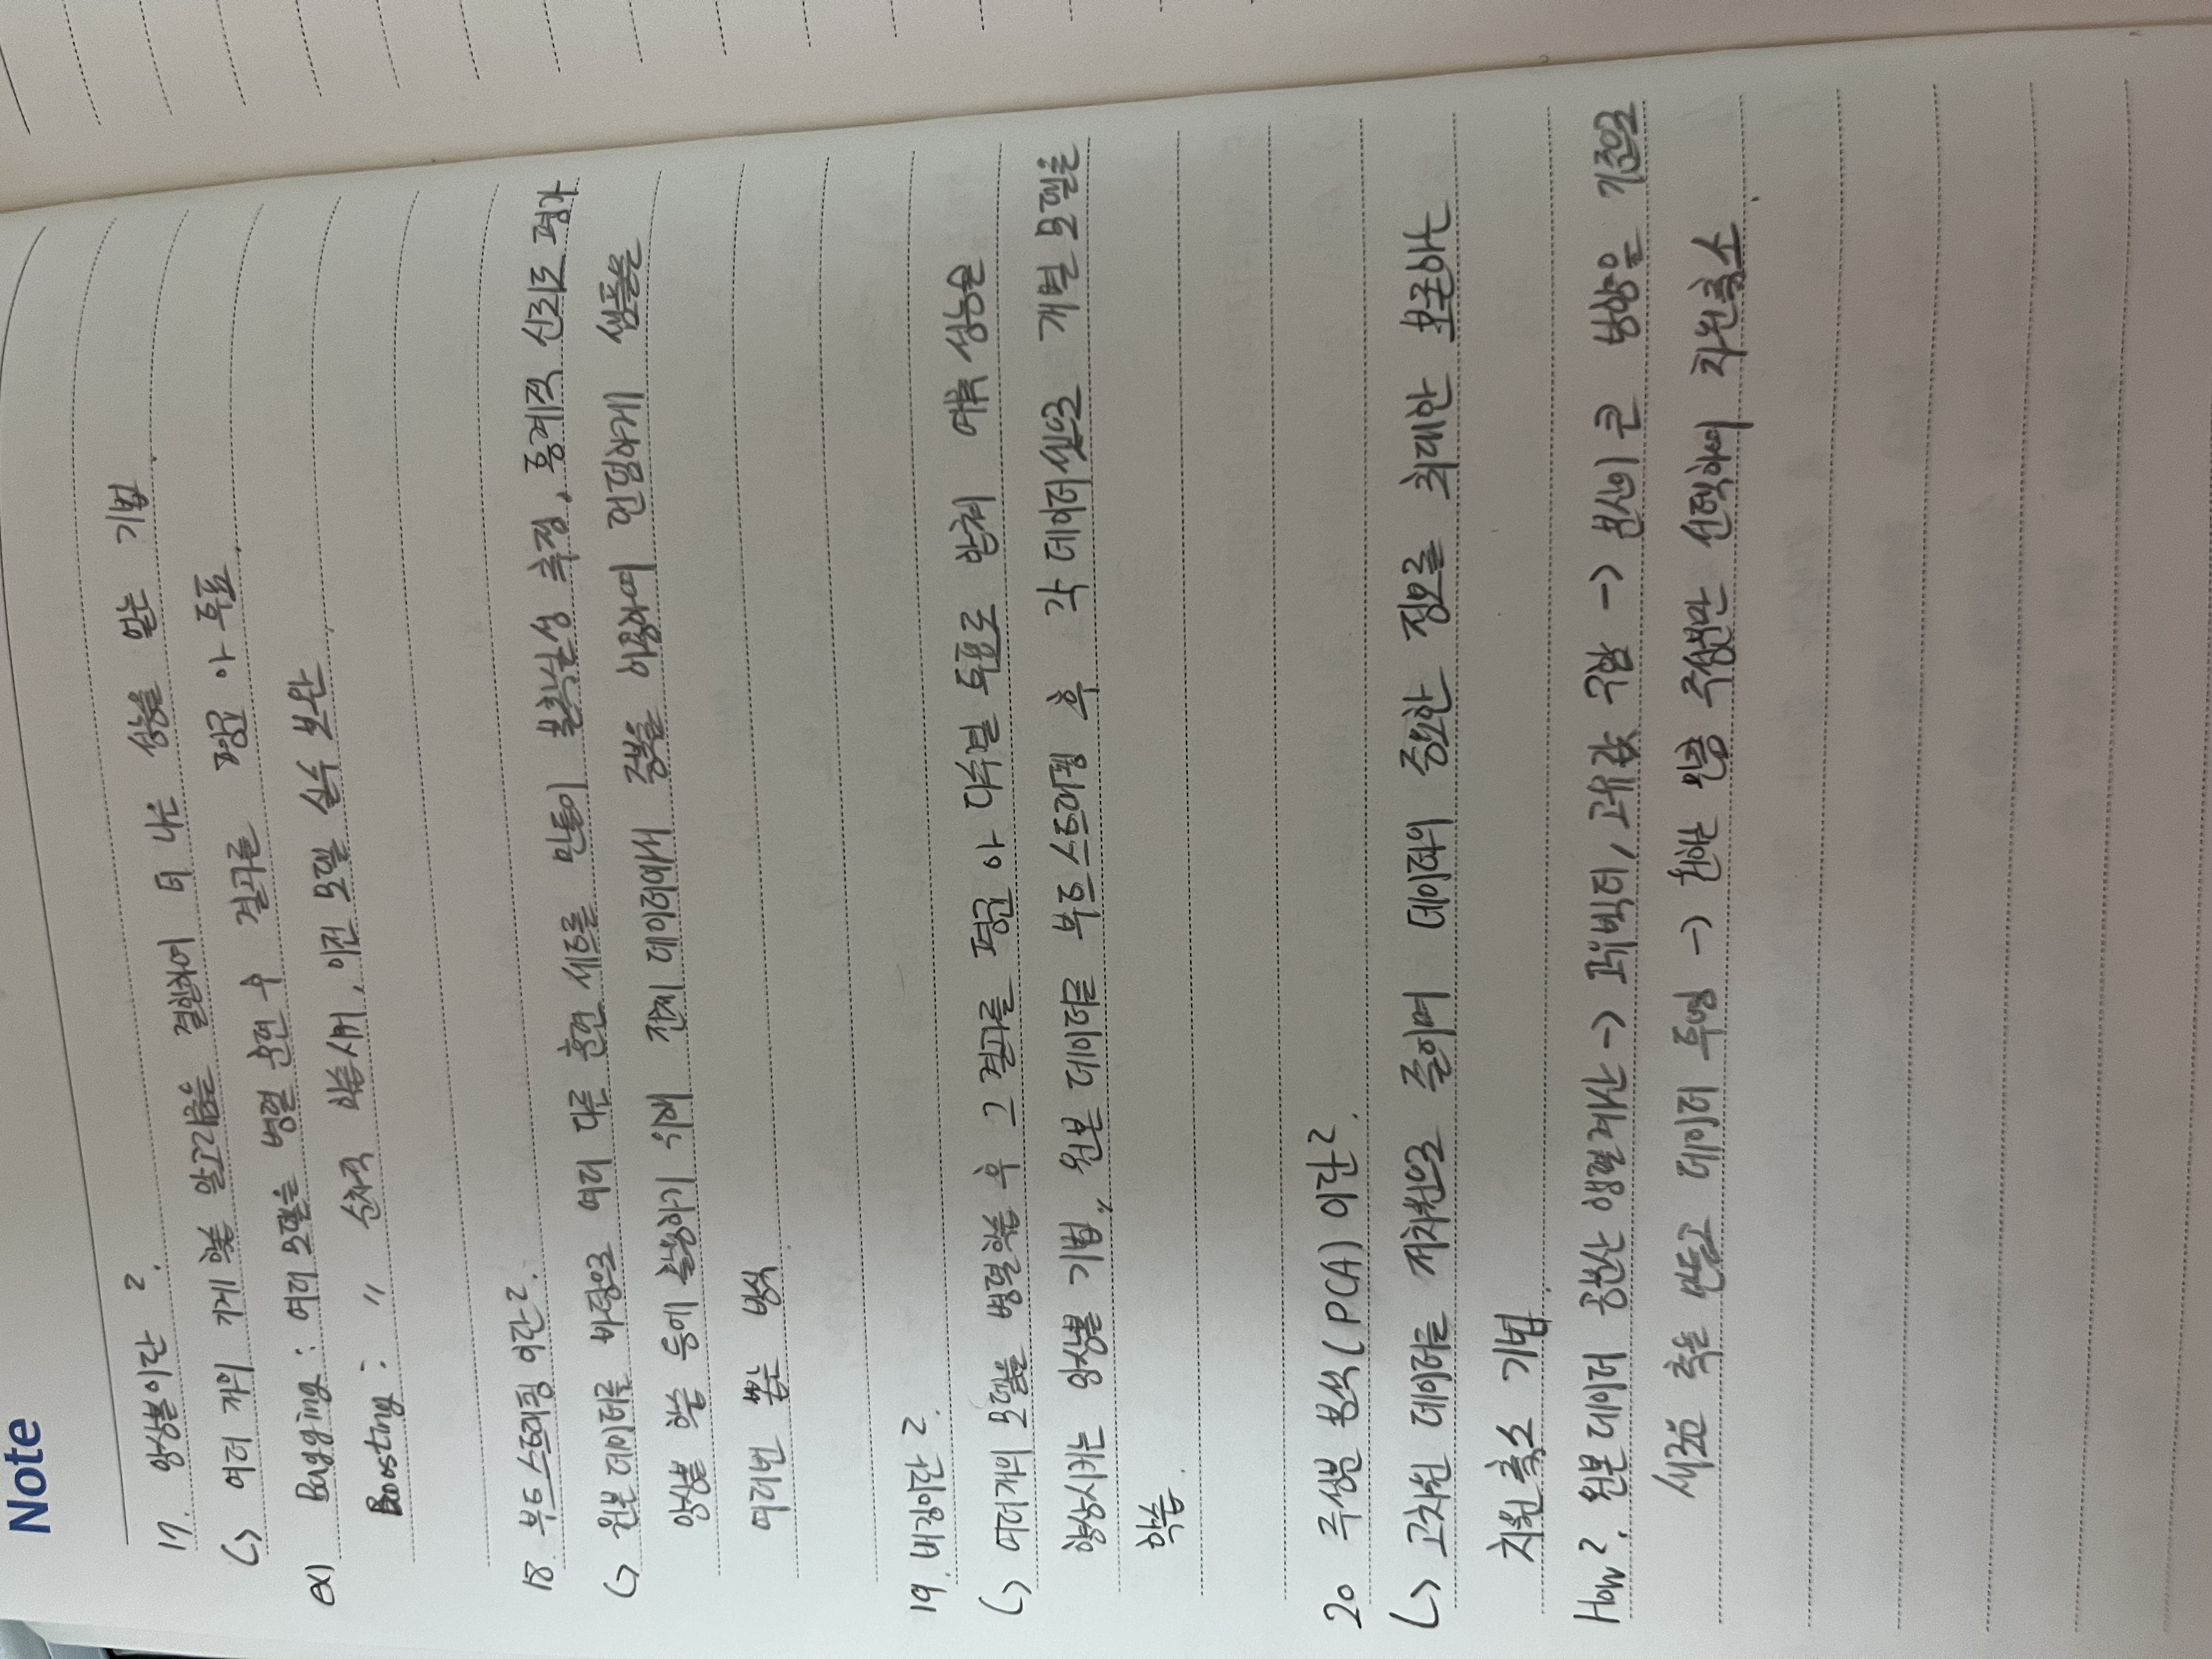 Note
17. 앙상블이란?
↳ 여러 개의 기계 학습 알고리즘을 결합하여 더 나은 성능을 얻는 기법.
ex) Bagging : 여러 모델을 병렬 훈련 후 결과를 평균 or 투표.
Boosting : 〃 순차적 학습시켜, 이전 모델 실수 보완.
18. 부트스트래핑 이란?
↳ 원본 데이터를 바탕으로 여러 다른 훈련 세트를 만들어 불확실성 추정, 통계적 신뢰도 평가
앙상블 학습 등에 활용하기 위해 전체 데이터에서 중복을 허용하며 랜덤하게 샘플을
여러번 뽑는 방식.
19. 배깅이란?
↳ 여러개의 모델을 병렬학습 후 그 결과를 평균 or 다수결 투표로 합쳐 예측 성능을
향상시키는 앙상블 기법, 원본 데이터를 부트스트래핑 후 각 데이터셋으로 개별 모델을
학습.
20 주성분 분석(PCA) 이란?
↳ 고차원 데이터를 저차원으로 줄이며 데이터의 중요한 정보를 최대한 보존하는
차원축소 기법.
How?. 원본데이터 공분산 행렬계산 → 고유벡터, 고유값 구함 → 분산이 큰 방향을 기준으로
새로운 축을 만들고 데이터 투영 → 원하는 만큼 주성분만 선택하여 차원축소.